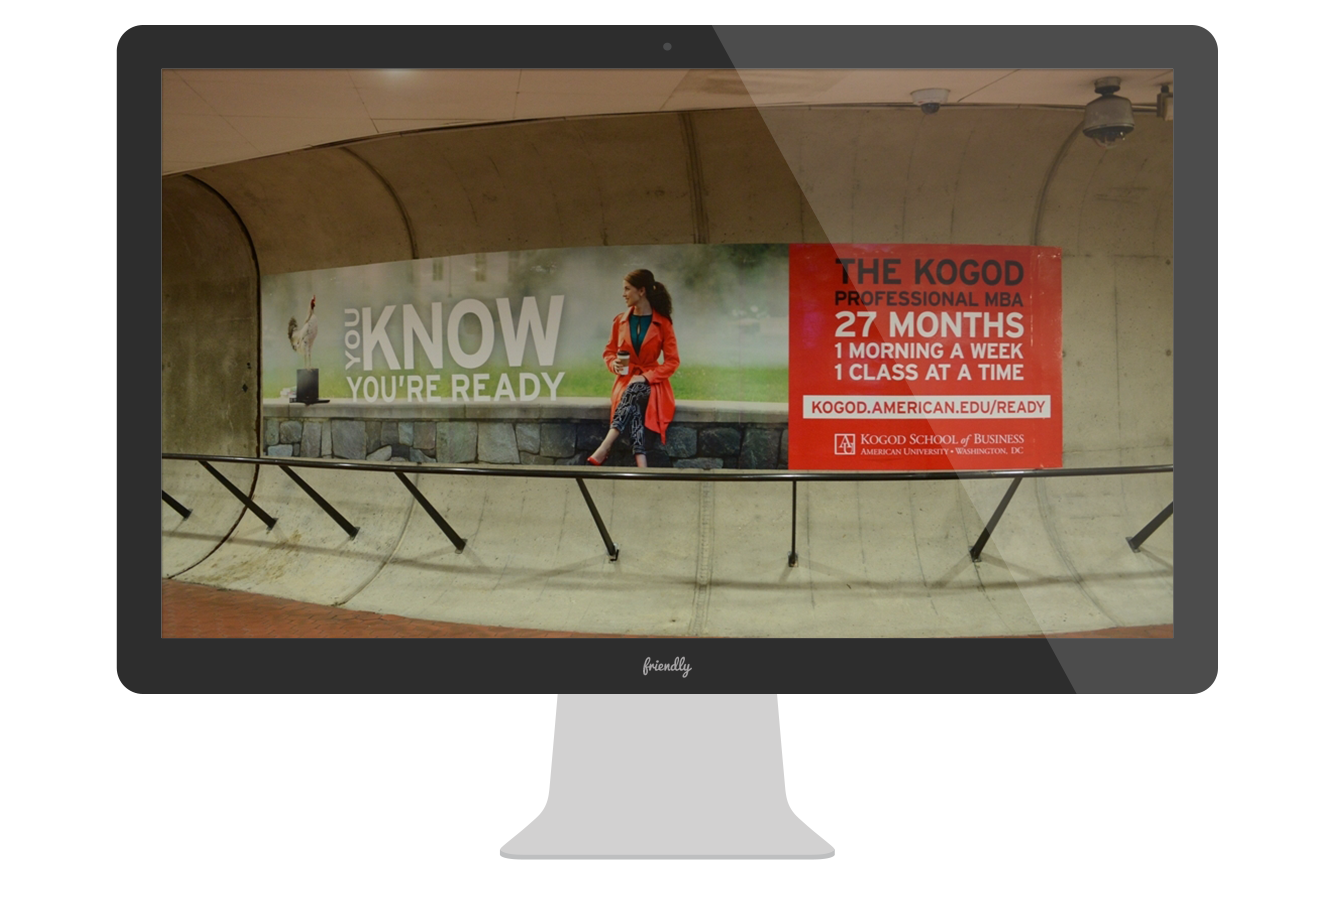 YOU
KNOW
YOU'RE READY
THE KOGOD
PROFESSIONAL MBA
27 MONTHS
1 MORNING A WEEK
1 CLASS AT A TIME
KOGOD.AMERICAN.EDU/READY
AU
KOGOD SCHOOL of BUSINESS
AMERICAN UNIVERSITY • WASHINGTON, DC
friendly